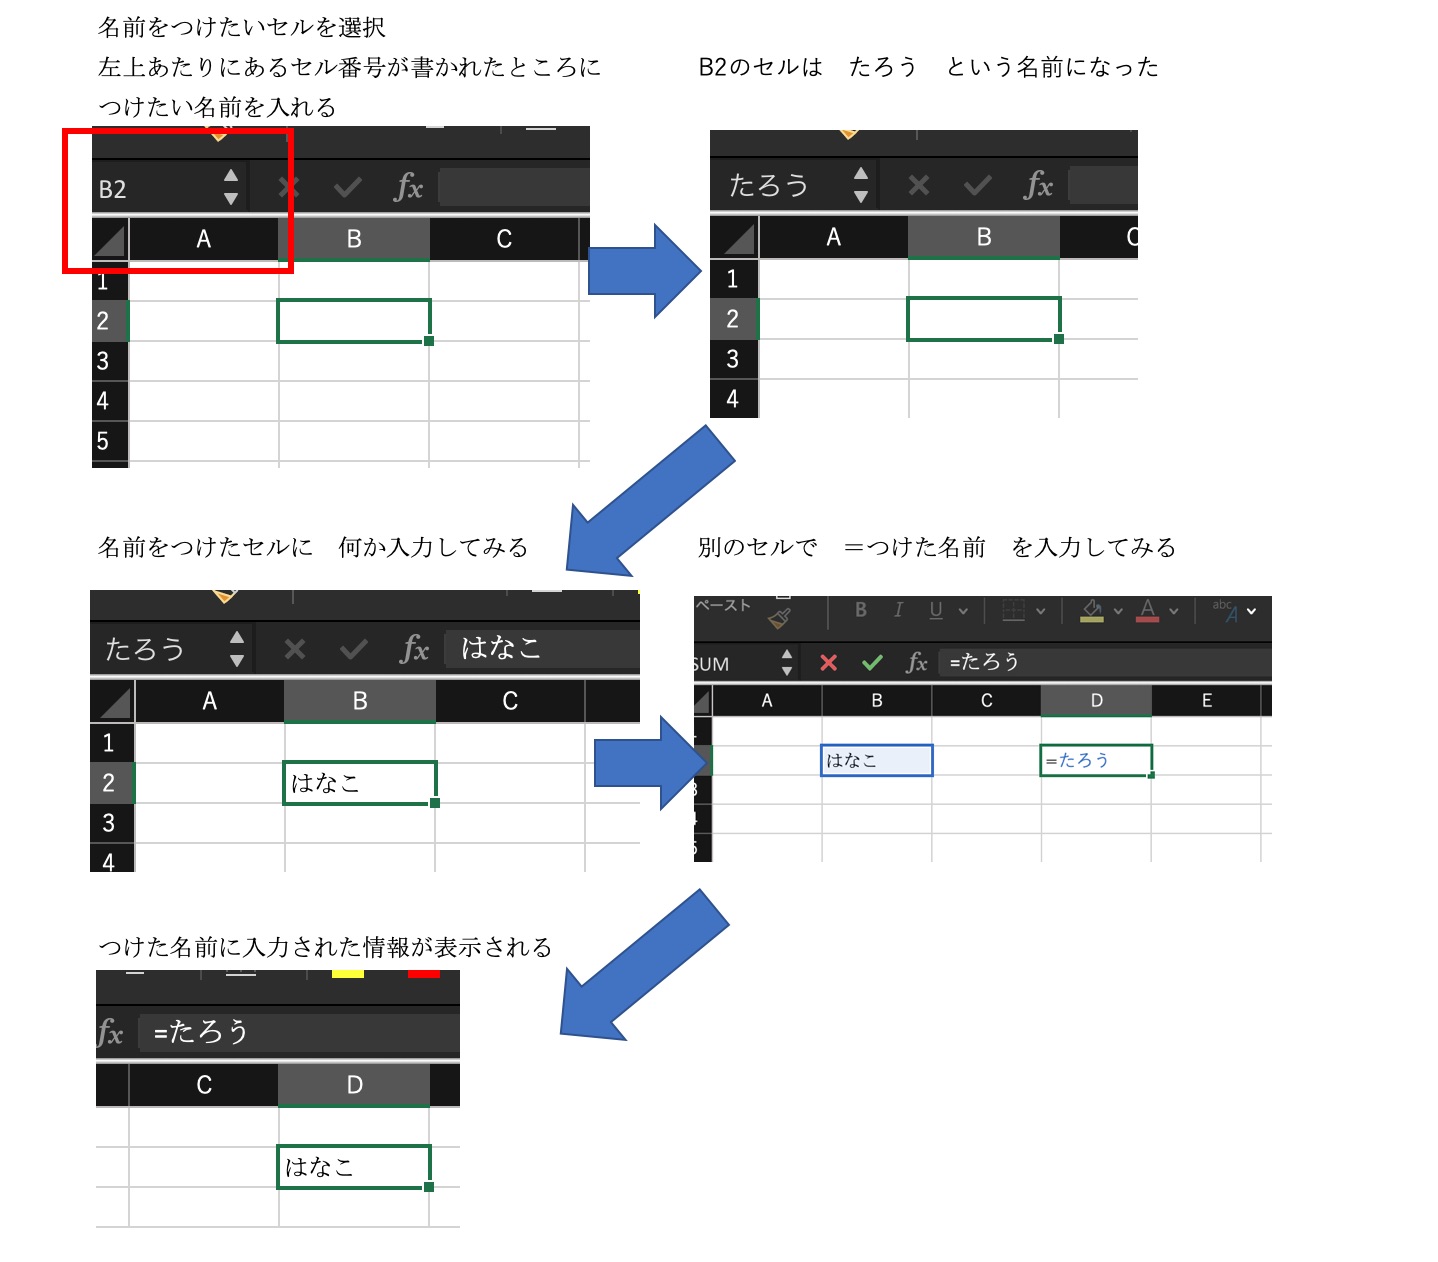 名前をつけたいセルを選択
左上あたりにあるセル番号が書かれたところに
つけたい名前を入れる
B2のセルは　たろう　という名前になった
B2
fx
A B C
1
2
3
4
5
たろう
fx
A B C
1
2
3
4
名前をつけたセルに　何か入力してみる
別のセルで　＝つけた名前　を入力してみる
たろう
fx はなこ
A B C
1
2 はなこ
3
4
ペースト
B I U A abc A
SUM
fx =たろう
A B C D E
はなこ =たろう
3
4
5
つけた名前に入力された情報が表示される
fx =たろう
C D
はなこ